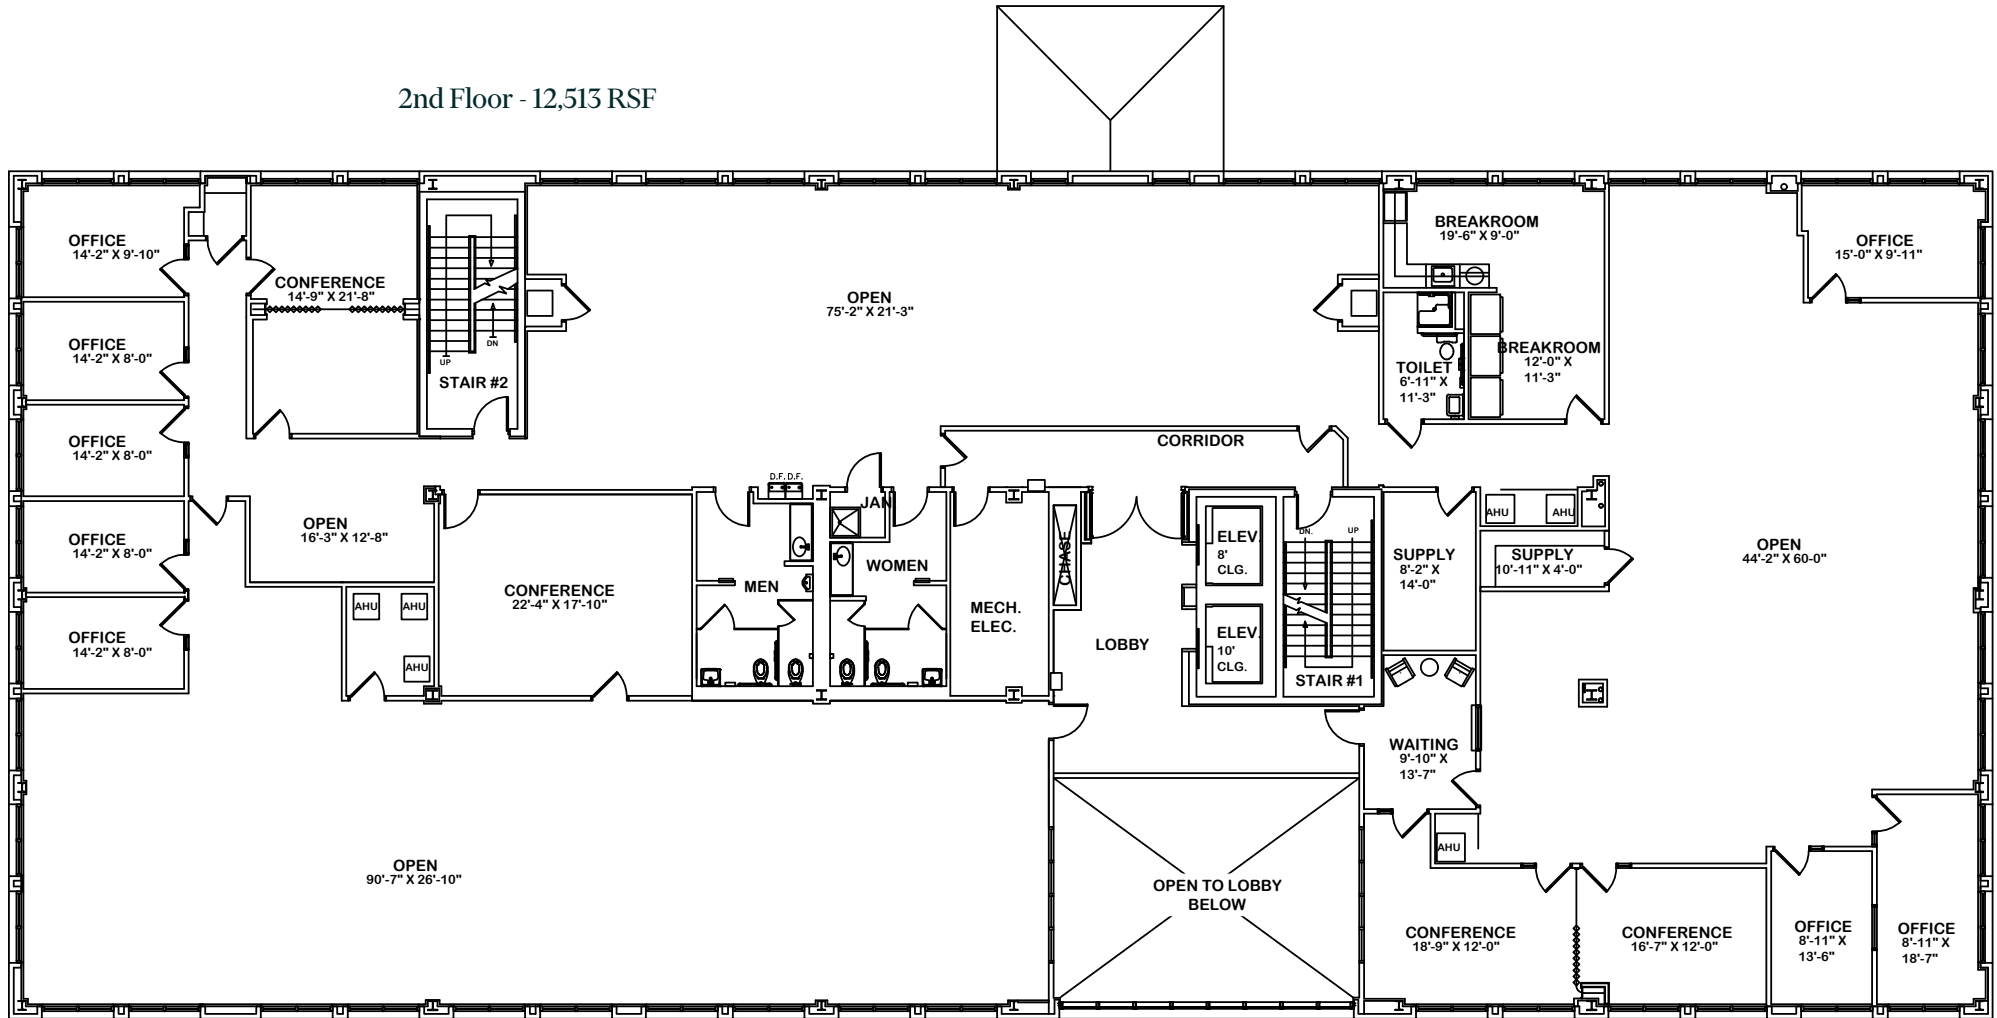 2nd Floor - 12,513 RSF
OFFICE
14'-2" X 9'-10"
CONFERENCE
14'-9" X 21'-8"
OFFICE
14'-2" X 8'-0"
UP
DN
STAIR #2
OFFICE
14'-2" X 8'-0"
OFFICE
14'-2" X 8'-0"
OFFICE
14'-2" X 8'-0"
OPEN
16'-3" X 12'-8"
AHU
AHU
AHU
OPEN
75'-2" X 21'-3"
CONFERENCE
22'-4" X 17'-10"
D.F.
D.F.
MEN
JAN
WOMEN
MECH.
ELEC.
CHASE
CORRIDOR
LOBBY
ELEV.
8'
CLG.
ELEV.
10'
CLG.
DN.
UP
STAIR #1
BREAKROOM
19'-6" X 9'-0"
BREAKROOM
12'-0" X
11'-3"
TOILET
6'-11" X
11'-3"
OFFICE
15'-0" X 9'-11"
AHU
AHU
SUPPLY
8'-2" X
14'-0"
SUPPLY
10'-11" X 4'-0"
OPEN
44'-2" X 60-0"
WAITING
9'-10" X
13'-7"
AHU
OPEN
90'-7" X 26'-10"
OPEN TO LOBBY
BELOW
CONFERENCE
18'-9" X 12'-0"
CONFERENCE
16'-7" X 12'-0"
OFFICE
8'-11" X
13'-6"
OFFICE
8'-11" X
18'-7"